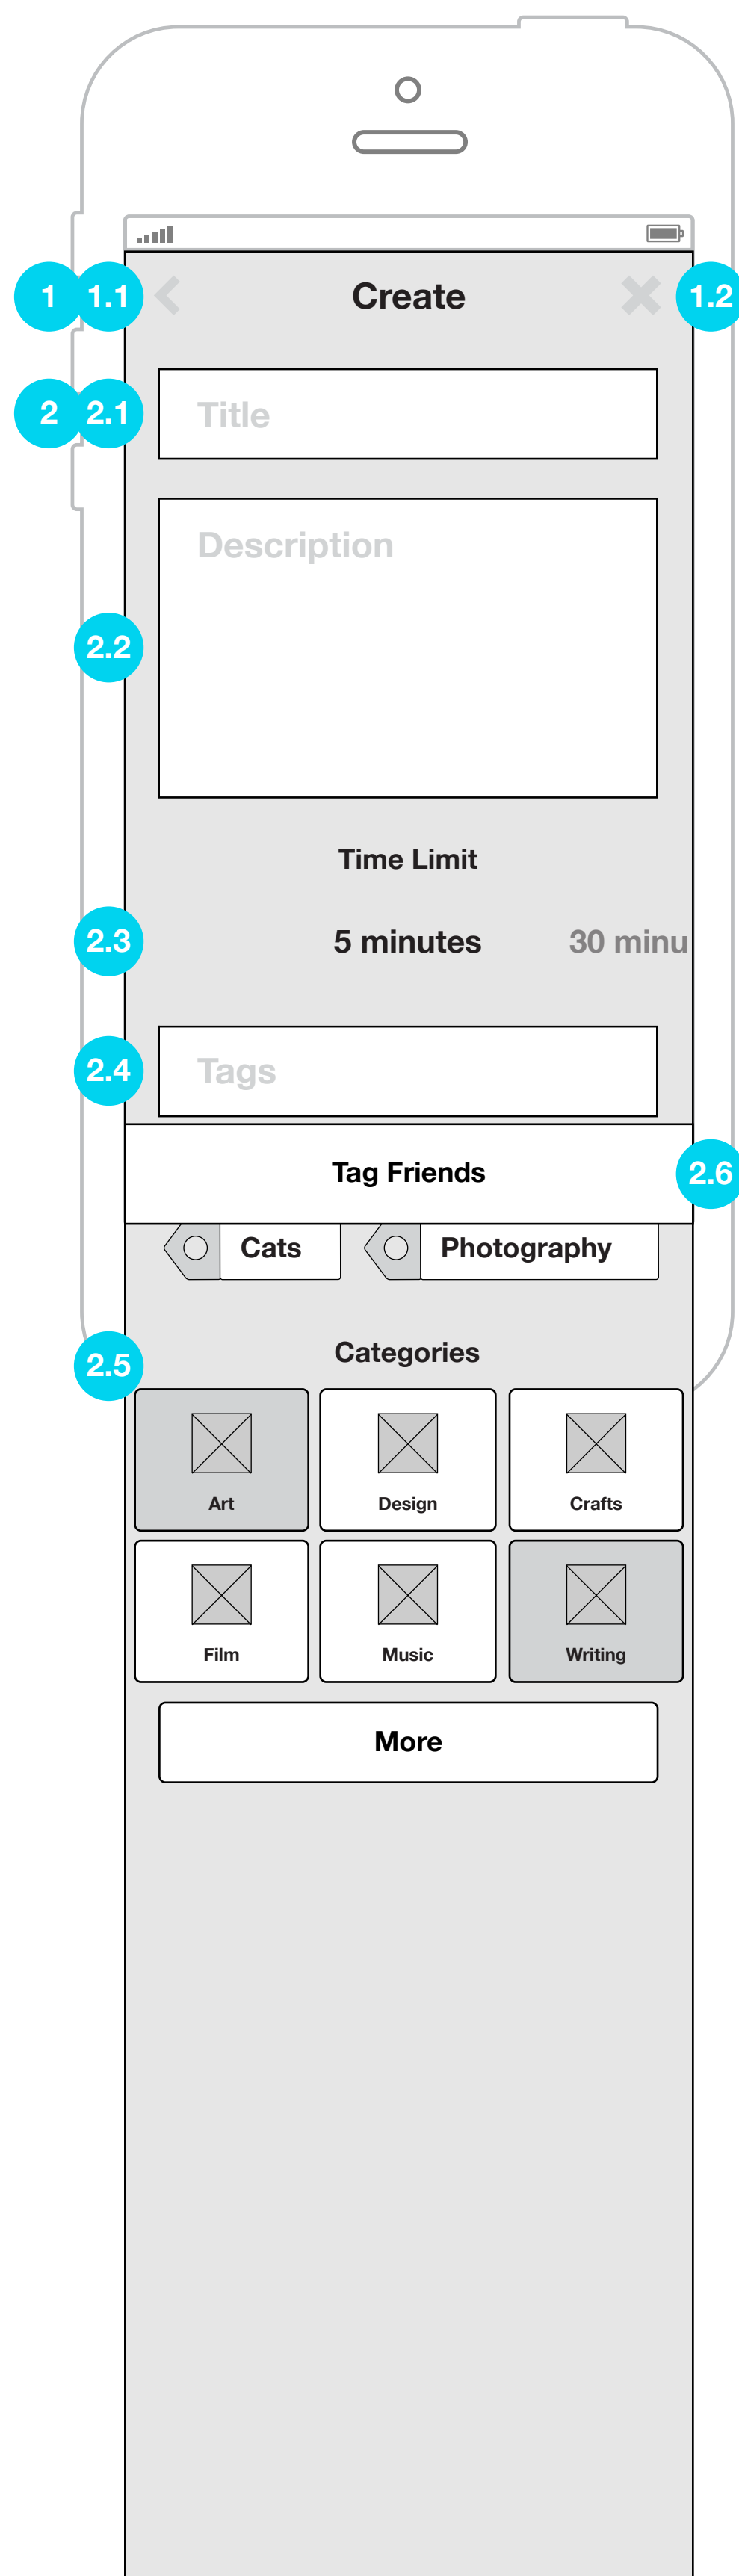 1 1.1 Create 1.2
2 2.1 Title
Description
2.2
Time Limit
2.3 5 minutes 30 minu
2.4 Tags
Tag Friends 2.6
Cats Photography
2.5 Categories
Art Design Crafts
Film Music Writing
More